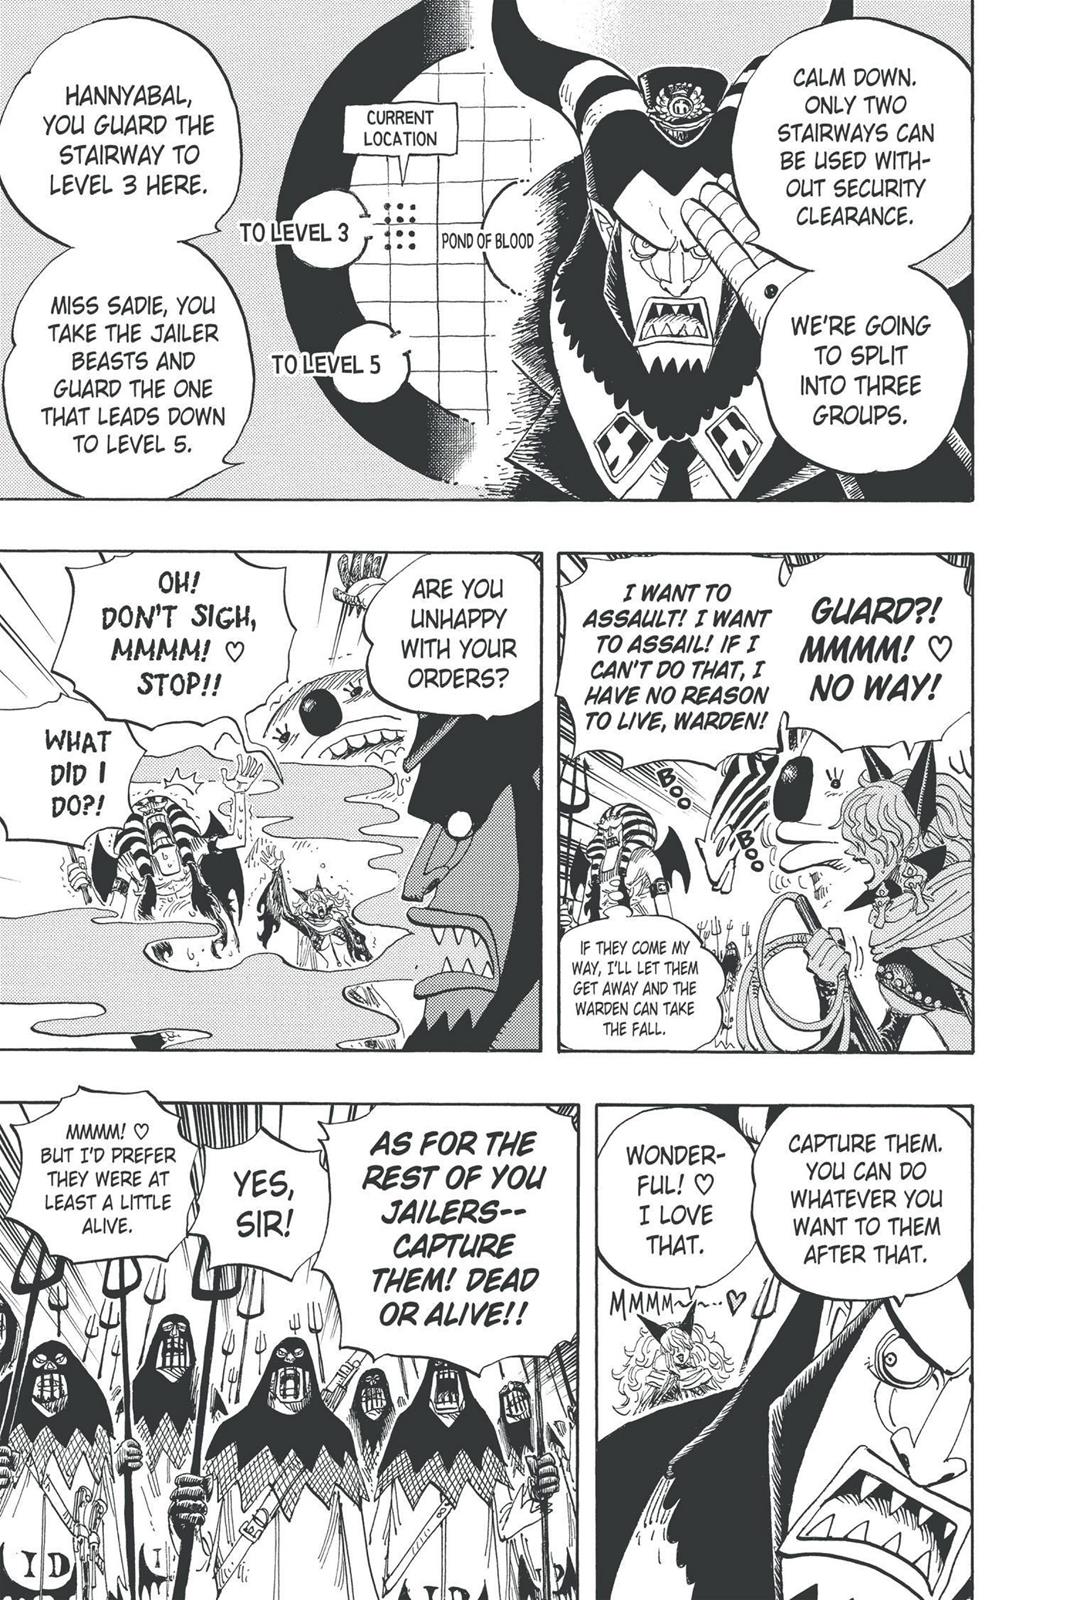 CALM DOWN.
ONLY TWO
STAIRWAYS CAN
BE USED WITH-
OUT SECURITY
CLEARANCE.
WE'RE GOING
TO SPLIT
INTO THREE
GROUPS.
CURRENT
LOCATION
TO LEVEL 3
POND OF BLOOD
TO LEVEL 5
HANNYABAL,
YOU GUARD THE
STAIRWAY TO
LEVEL 3 HERE.
MISS SADIE, YOU
TAKE THE JAILER
BEASTS AND
GUARD THE ONE
THAT LEADS DOWN
TO LEVEL 5.
GUARD?!
MMMM! ♡
NO WAY!
I WANT TO
ASSAULT! I WANT
TO ASSAIL! IF I
CAN'T DO THAT, I
HAVE NO REASON
TO LIVE, WARDEN!
BOO
BOO
IF THEY COME MY
WAY, I'LL LET THEM
GET AWAY AND THE
WARDEN CAN TAKE
THE FALL.
ARE YOU
UNHAPPY
WITH YOUR
ORDERS?
OH!
DON'T SIGH,
MMMM! ♡
STOP!!
WHAT
DID I
DO?!
CAPTURE THEM.
YOU CAN DO
WHATEVER YOU
WANT TO THEM
AFTER THAT.
WONDER-
FUL! ♡
I LOVE
THAT.
MMMM~~...♡
AS FOR THE
REST OF YOU
JAILERS--
CAPTURE
THEM! DEAD
OR ALIVE!!
YES,
SIR!
MMMM! ♡
BUT I'D PREFER
THEY WERE AT
LEAST A LITTLE
ALIVE.
ID
I
ID
ID